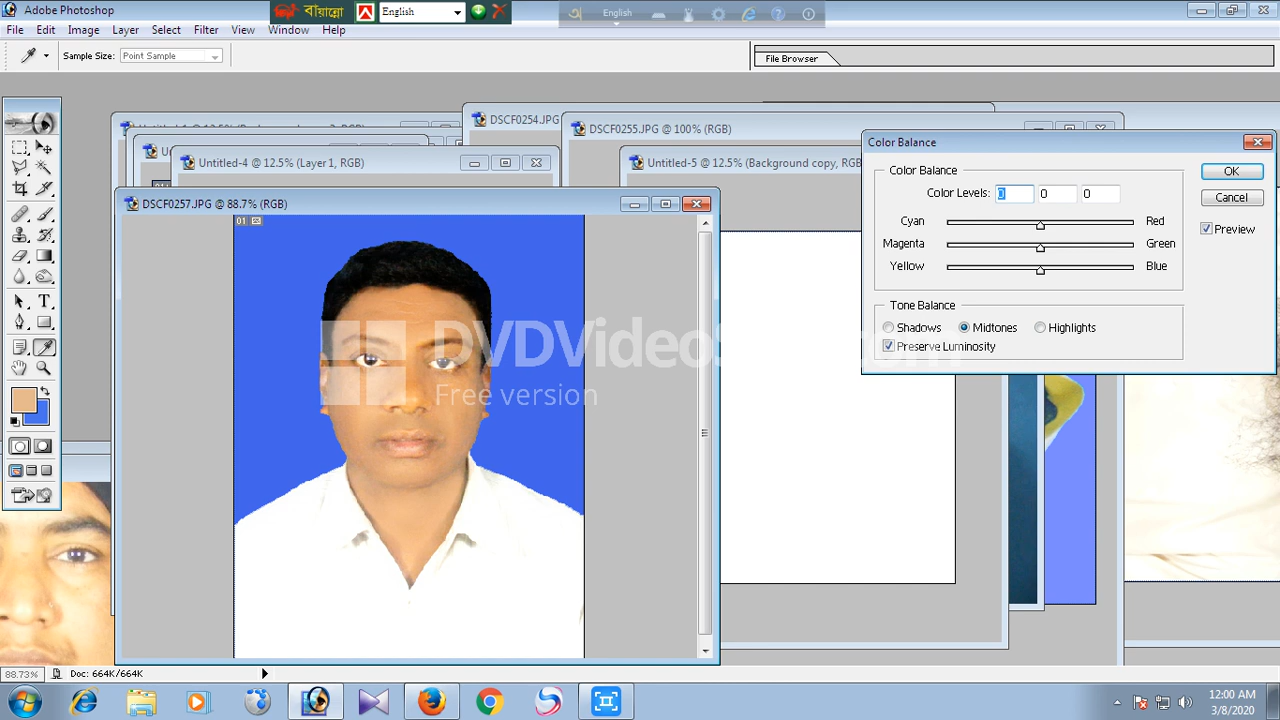 Adobe Photoshop
বায়ান্নো
English
English
File Edit Image Layer Select Filter View Window Help
Sample Size: Point Sample
File Browser
DSCF0254.JPG
DSCF0255.JPG @ 100% (RGB)
Untitled-4 @ 12.5% (Layer 1, RGB)
Untitled-5 @ 12.5% (Background copy, RGB
DSCF0257.JPG @ 88.7% (RGB)
01
Color Balance
Color Balance
Color Levels: 0 0 0
Cyan Red
Magenta Green
Yellow Blue
OK
Cancel
Preview
Tone Balance
Shadows Midtones Highlights
Preserve Luminosity
DVDVideoS
Free version
88.73% Doc: 664K/664K
12:00 AM
3/8/2020